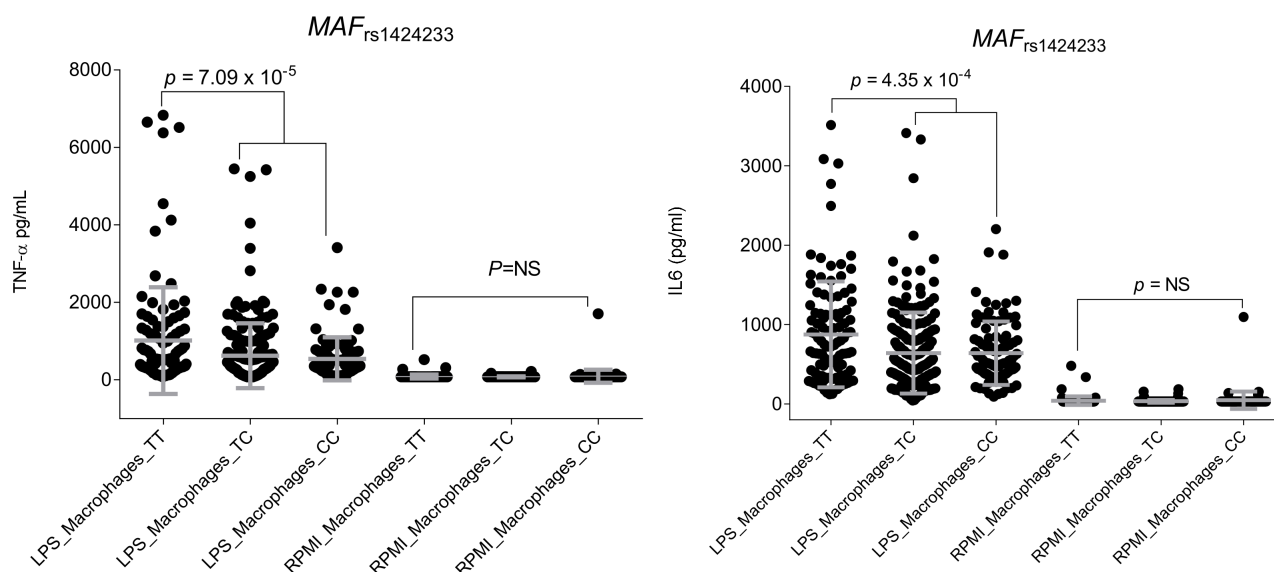 MAFrs1424233
8000
6000
4000
2000
0
TNF-α pg/mL
p = 7.09 x 10-5
P=NS
LPS_Macrophages_TT
LPS_Macrophages_TC
LPS_Macrophages_CC
RPMI_Macrophages_TT
RPMI_Macrophages_TC
RPMI_Macrophages_CC
MAFrs1424233
4000
3000
2000
1000
0
IL6 (pg/ml)
p = 4.35 x 10-4
p = NS
LPS_Macrophages_TT
LPS_Macrophages_TC
LPS_Macrophages_CC
RPMI_Macrophages_TT
RPMI_Macrophages_TC
RPMI_Macrophages_CC